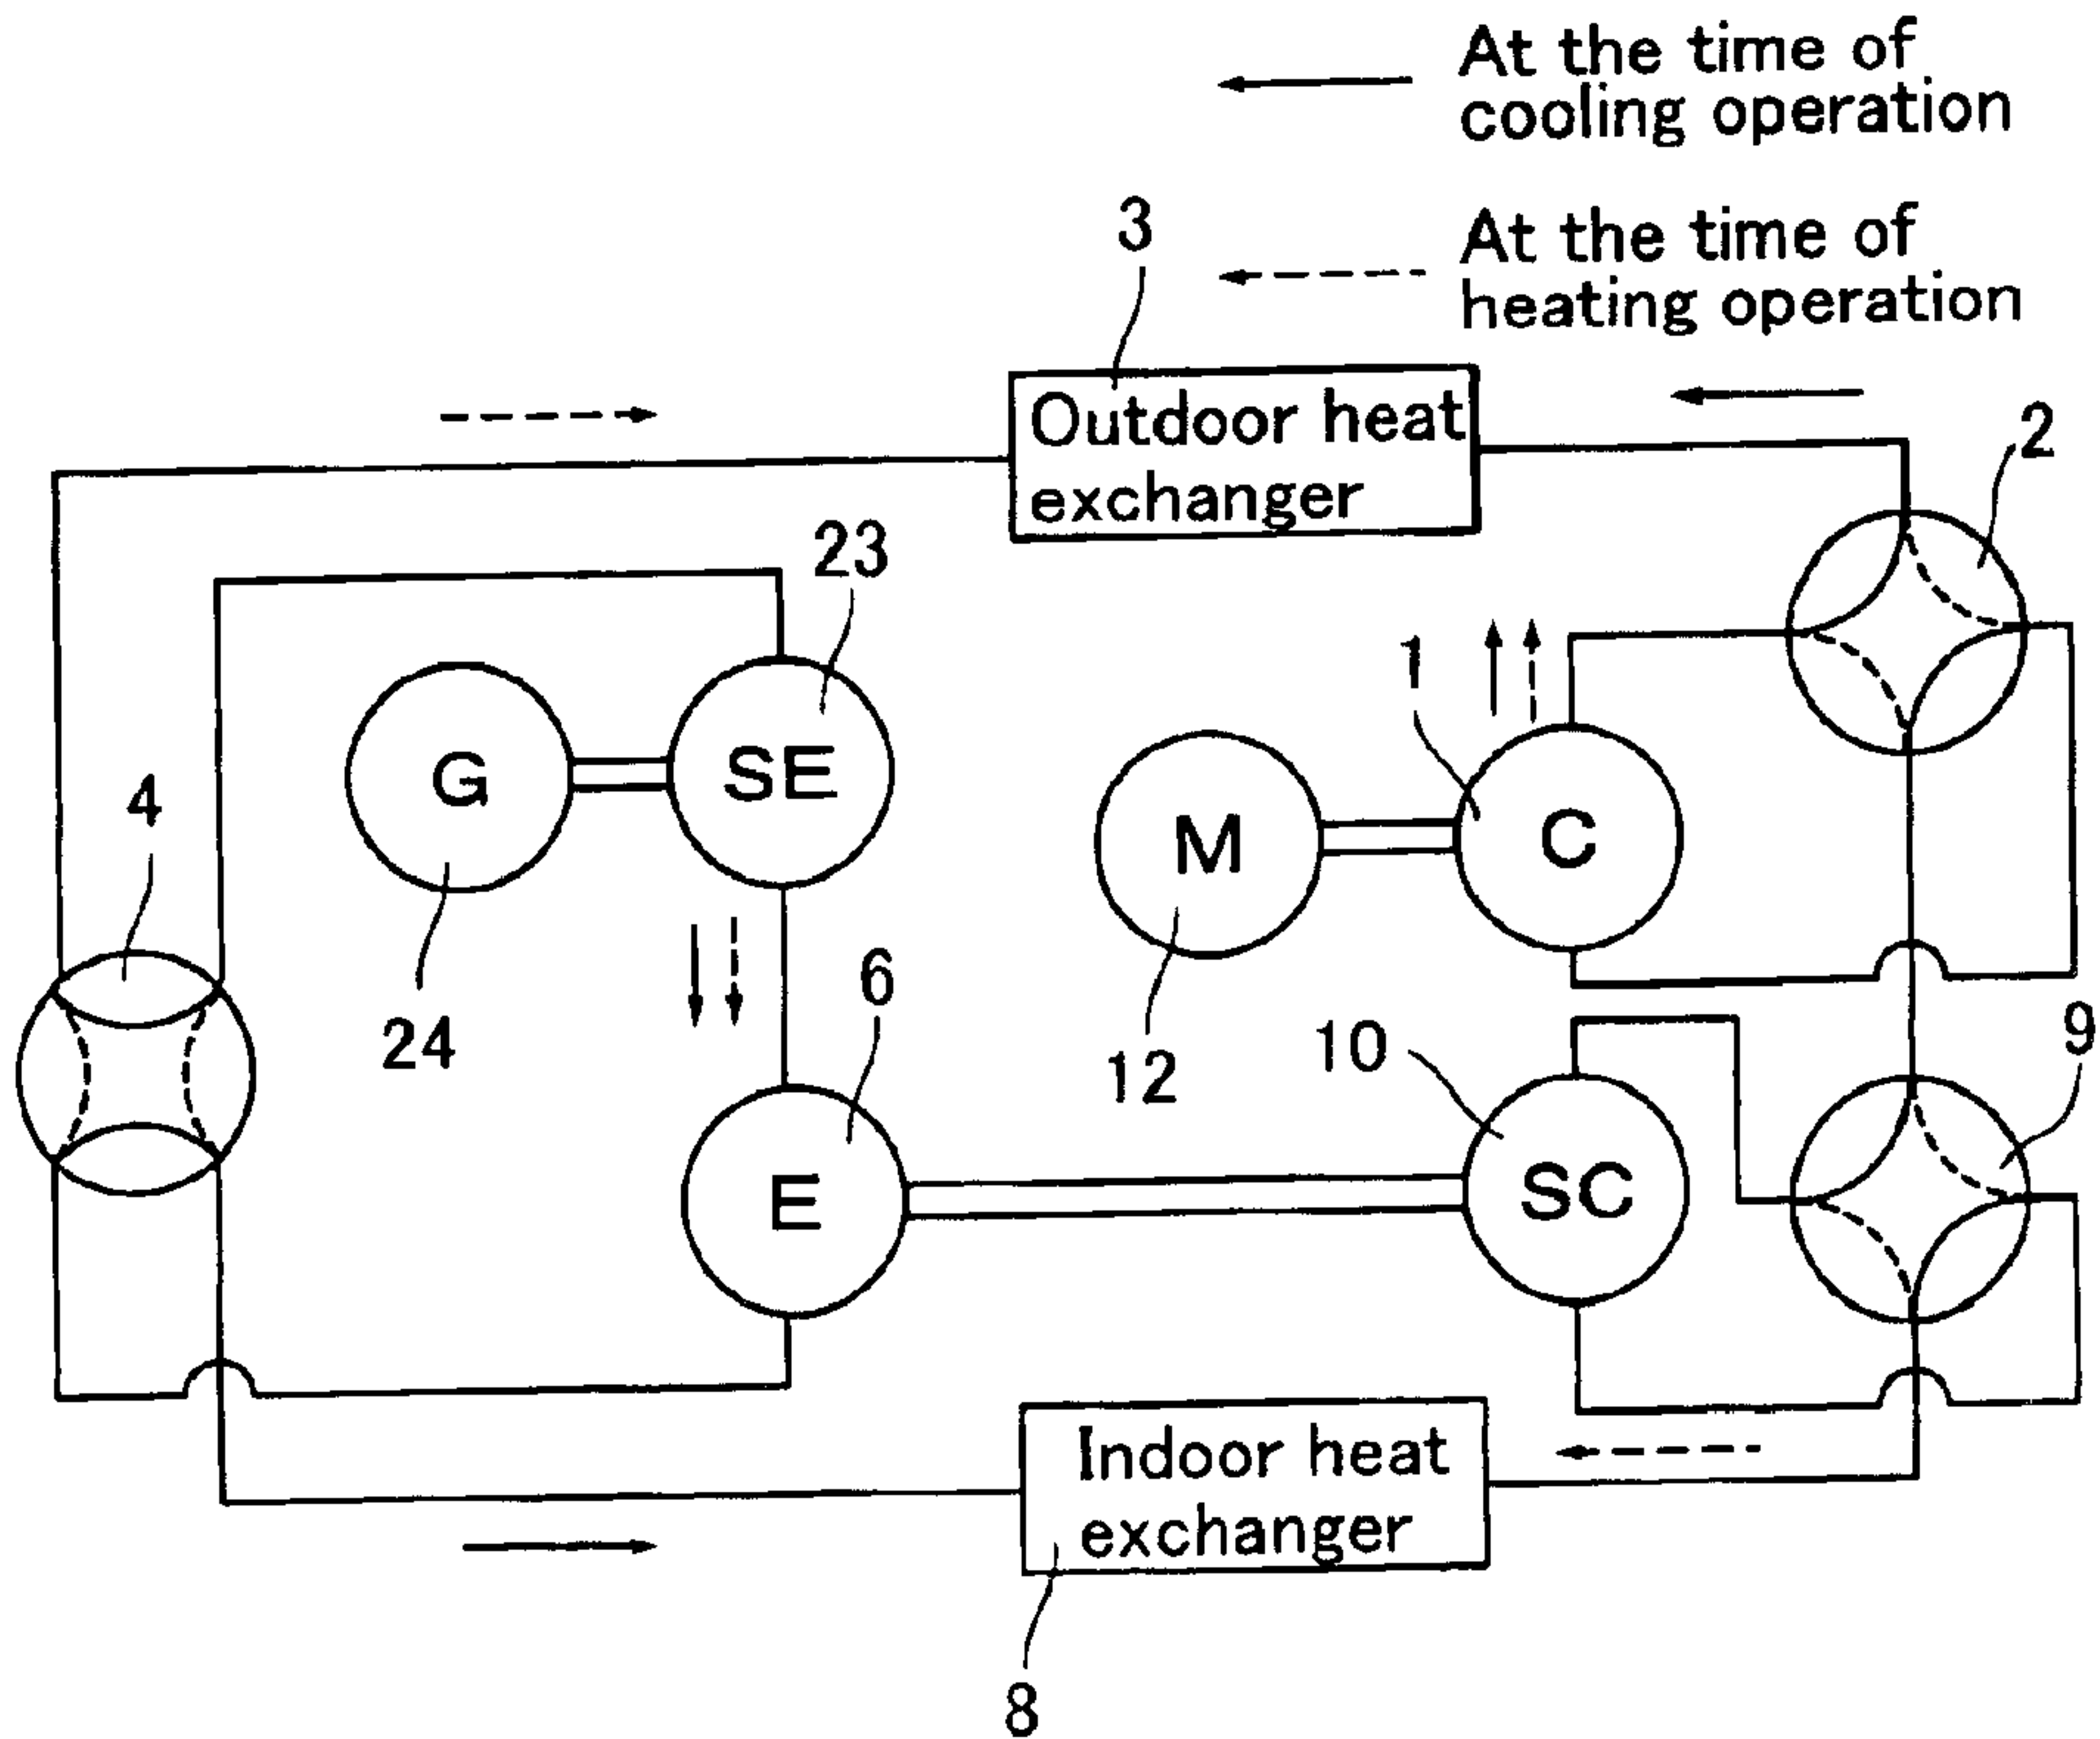 At the time of
cooling operation
At the time of
heating operation
3
Outdoor heat
exchanger
2
23
1
G
SE
M
C
4
24
6
12
10
9
E
SC
Indoor heat
exchanger
8